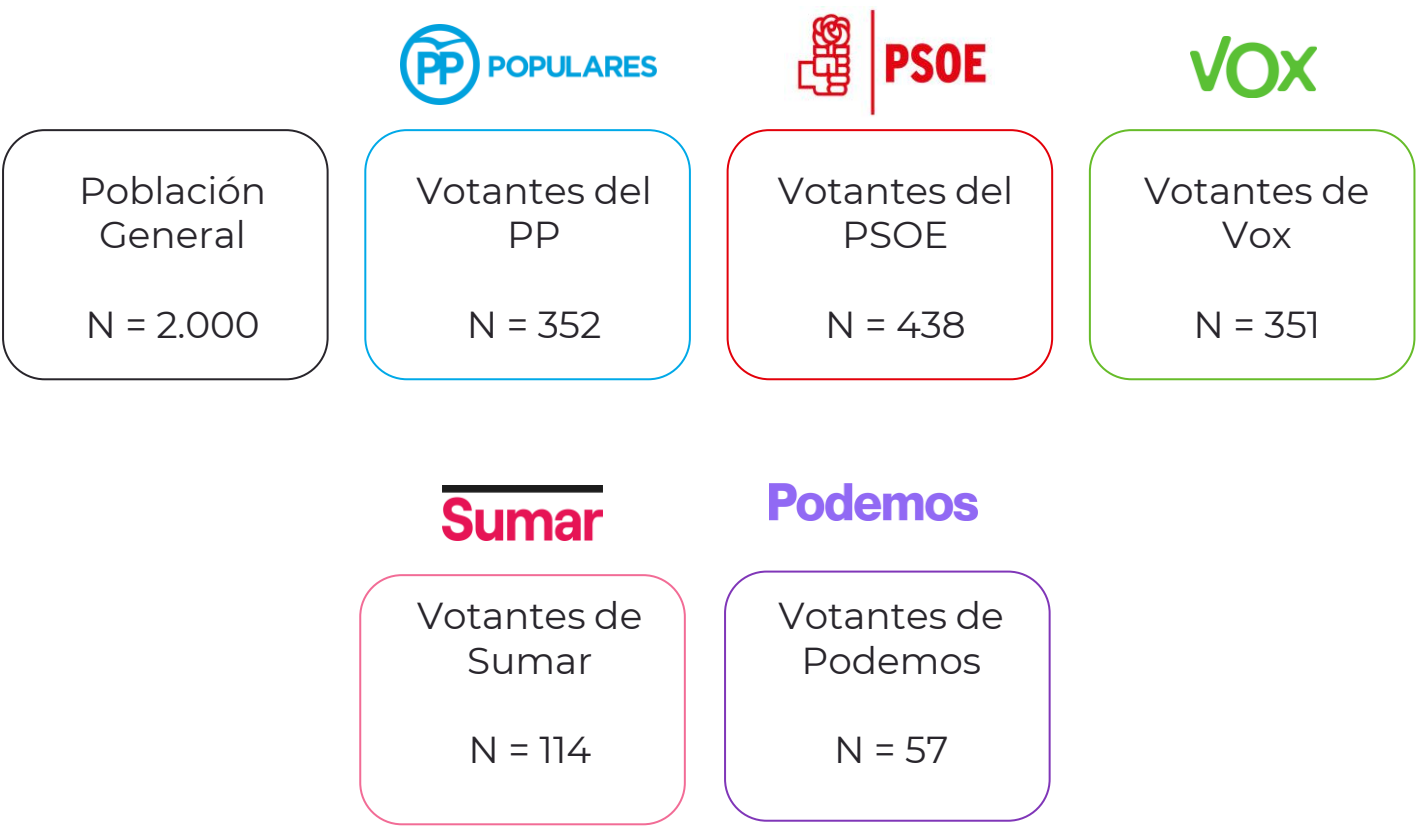 PP POPULARES
PSOE
VOX
Población
General
N = 2.000
Votantes del
PP
N = 352
Votantes del
PSOE
N = 438
Votantes de
Vox
N = 351
Sumar
Podemos
Votantes de
Sumar
N = 114
Votantes de
Podemos
N = 57